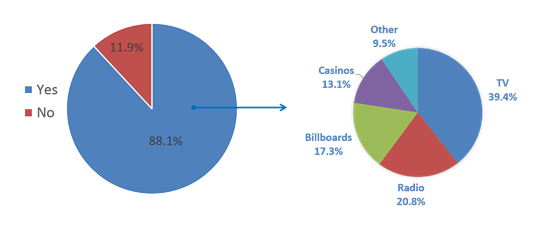 Yes
No
11.9%
88.1%
Other
9.5%
Casinos
13.1%
TV
39.4%
Billboards
17.3%
Radio
20.8%